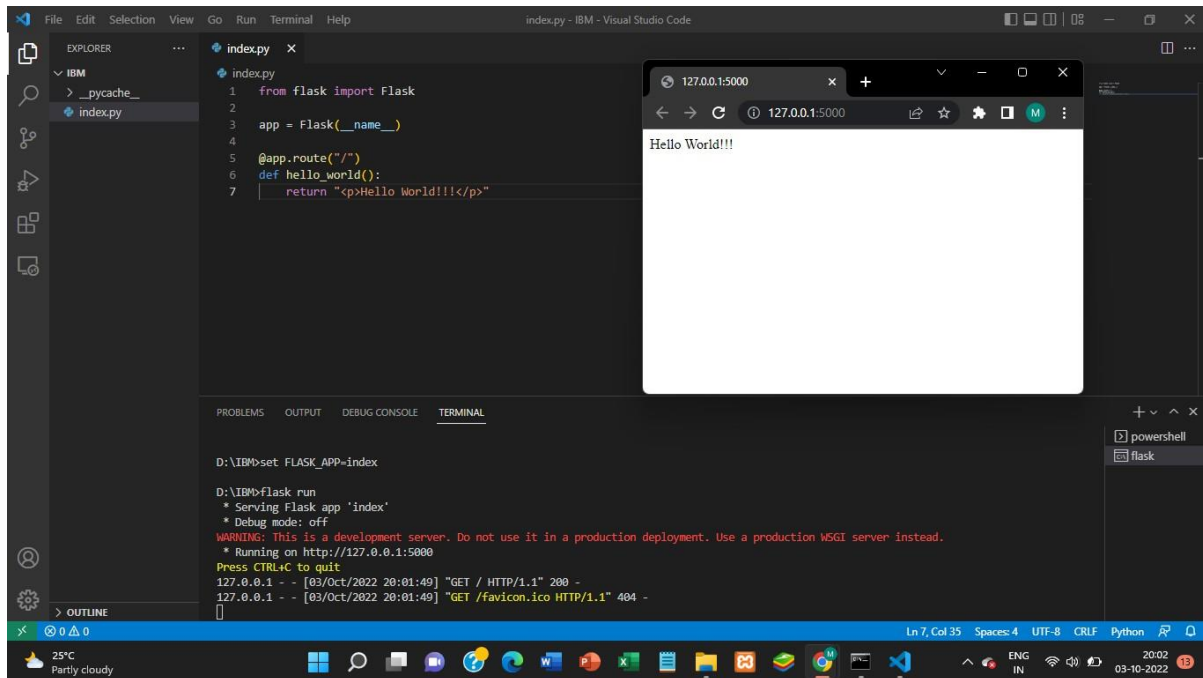 File Edit Selection View Go Run Terminal Help
index.py - IBM - Visual Studio Code
EXPLORER
IBM
__pycache__
index.py
index.py
index.py
1 from flask import Flask
2
3 app = Flask(__name__)
4
5 @app.route("/")
6 def hello_world():
7 return "<p>Hello World!!!</p>"
127.0.0.1:5000
127.0.0.1:5000
M
Hello World!!!
PROBLEMS OUTPUT DEBUG CONSOLE TERMINAL
powershell
flask
D:\IBM>set FLASK_APP=index
D:\IBM>flask run
* Serving Flask app 'index'
* Debug mode: off
WARNING: This is a development server. Do not use it in a production deployment. Use a production WSGI server instead.
* Running on http://127.0.0.1:5000
Press CTRL+C to quit
127.0.0.1 - - [03/Oct/2022 20:01:49] "GET / HTTP/1.1" 200 -
127.0.0.1 - - [03/Oct/2022 20:01:49] "GET /favicon.ico HTTP/1.1" 404 -
OUTLINE
0 0
Ln 7, Col 35 Spaces: 4 UTF-8 CRLF Python
25°C
Partly cloudy
ENG
IN
20:02
03-10-2022
13